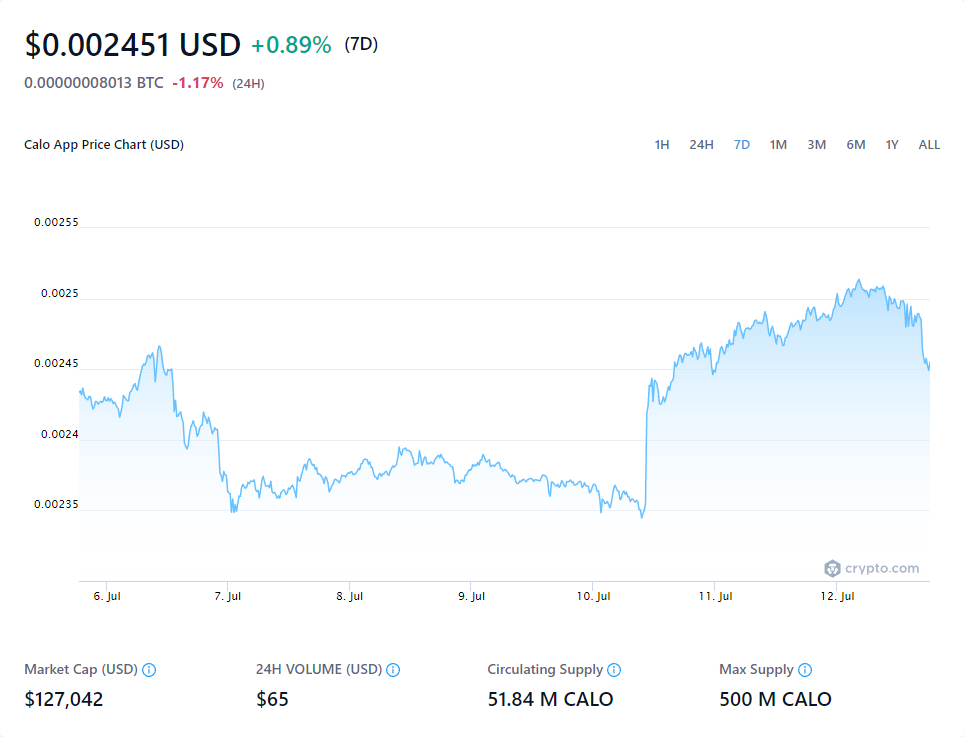 $0.002451 USD +0.89% (7D)
0.00000008013 BTC -1.17% (24H)
Calo App Price Chart (USD) 1H 24H 7D 1M 3M 6M 1Y ALL
0.00255
0.0025
0.00245
0.0024
0.00235
crypto.com
6. Jul 7. Jul 8. Jul 9. Jul 10. Jul 11. Jul 12. Jul
Market Cap (USD) 24H VOLUME (USD) Circulating Supply Max Supply
$127,042 $65 51.84 M CALO 500 M CALO